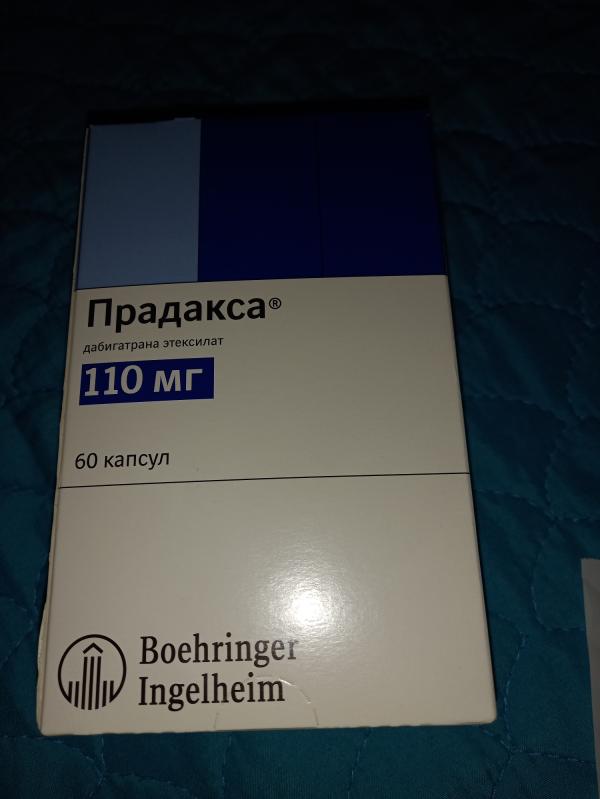 Прадакса®
дабигатрана этексилат
110 мг
60 капсул
Boehringer
Ingelheim